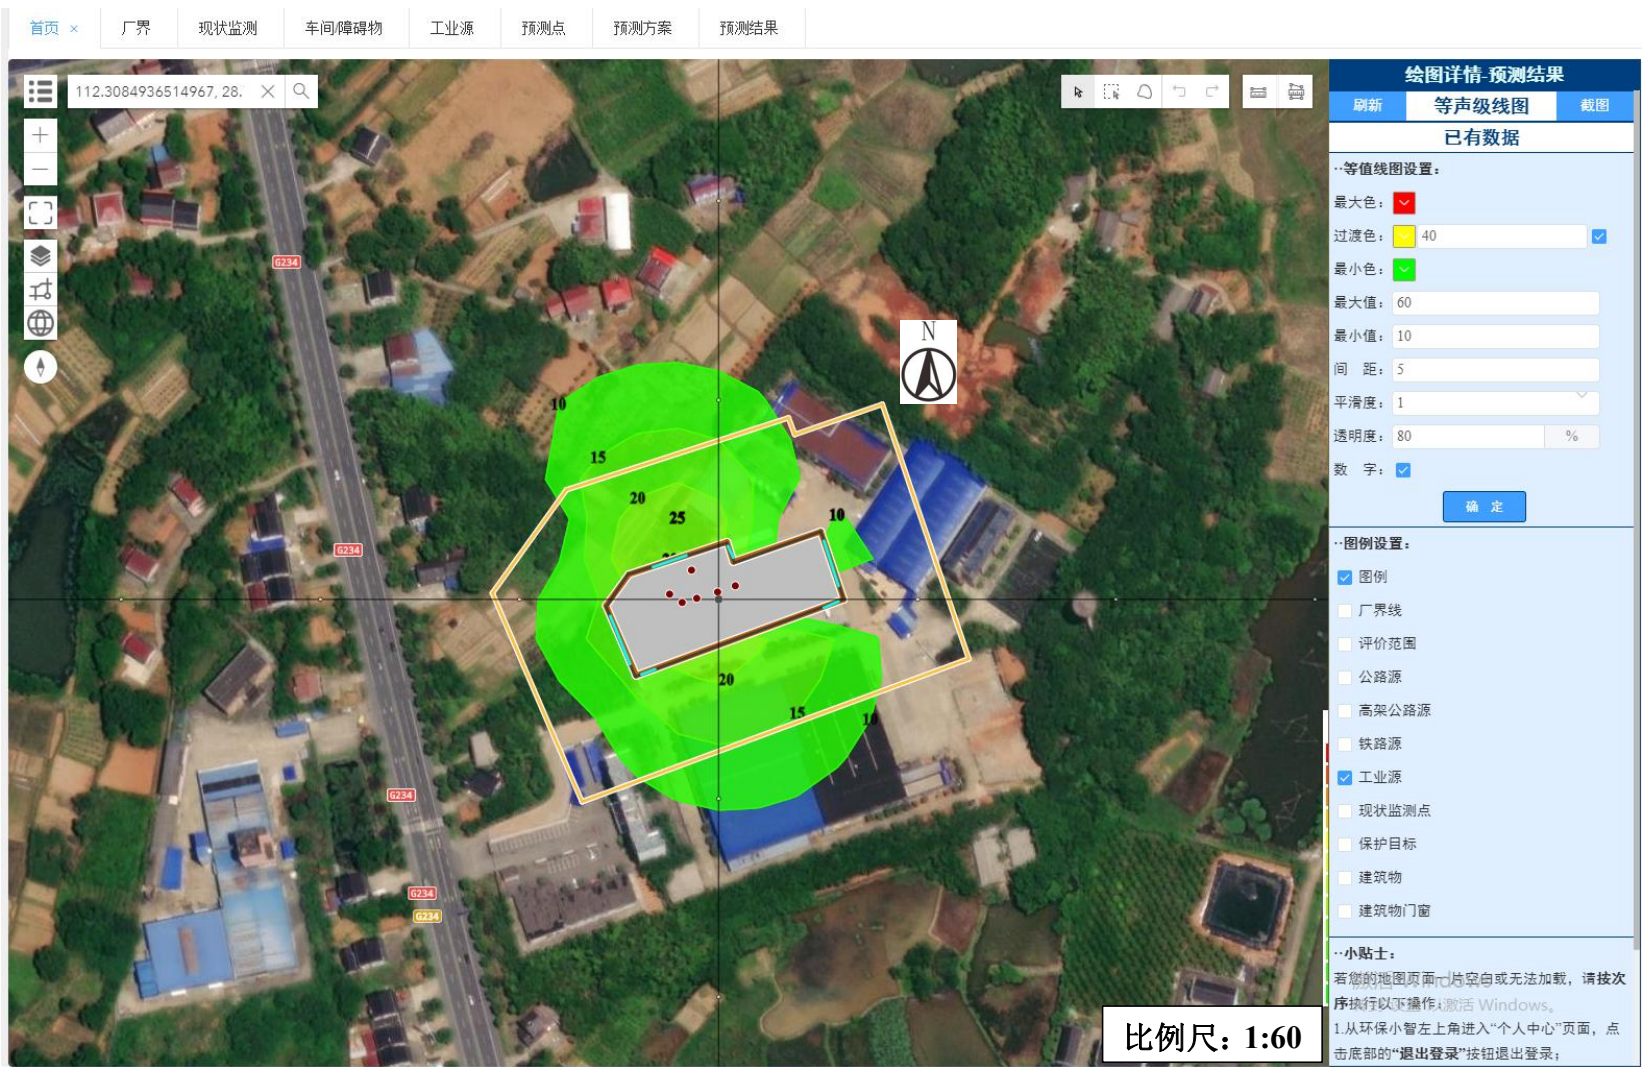 首页 × 厂界 现状监测 车间/障碍物 工业源 预测点 预测方案 预测结果
112.3084936514967, 28.
绘图详情-预测结果
刷新 等声级线图 截图
已有数据
··等值线图设置：
最大色：
过渡色： 40
最小色：
最大值： 60
最小值： 10
间 距： 5
平滑度： 1
透明度： 80 %
数 字：
确 定
··图例设置：
图例
厂界线
评价范围
公路源
高架公路源
铁路源
工业源
现状监测点
保护目标
建筑物
建筑物门窗
··小贴士：
若您的地图页面一片空白或无法加载，请按次
序执行以下操作：
1.从环保小智左上角进入“个人中心”页面，点
击底部的“退出登录”按钮退出登录；
激活 Windows
以激活 Windows。
G234
G234
G234
G234
G234
N
10
15
20
25
10
20
15
10
比例尺：1:60